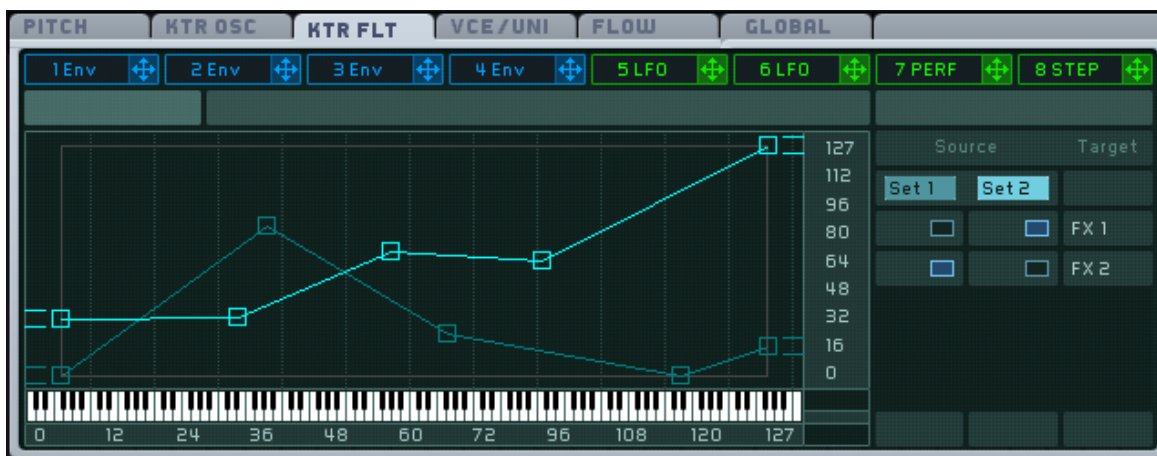 PITCH KTR OSC KTR FLT VCE/UNI FLOW GLOBAL
1 Env 2 Env 3 Env 4 Env 5 LFO 6 LFO 7 PERF 8 STEP
Source Target
127
112
96
80
64
48
32
16
0
Set 1 Set 2
FX 1
FX 2
0 12 24 36 48 60 72 96 108 120 127